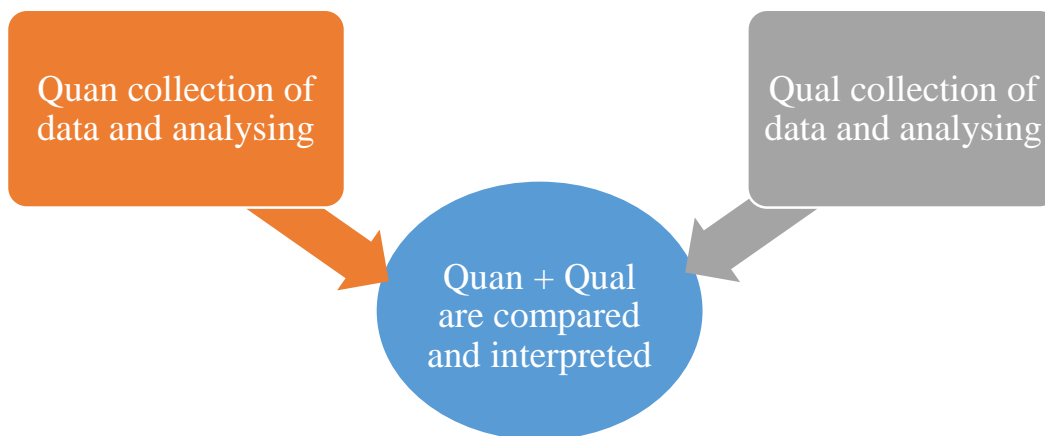 Quan collection of
data and analysing
Qual collection of
data and analysing
Quan + Qual
are compared
and interpreted